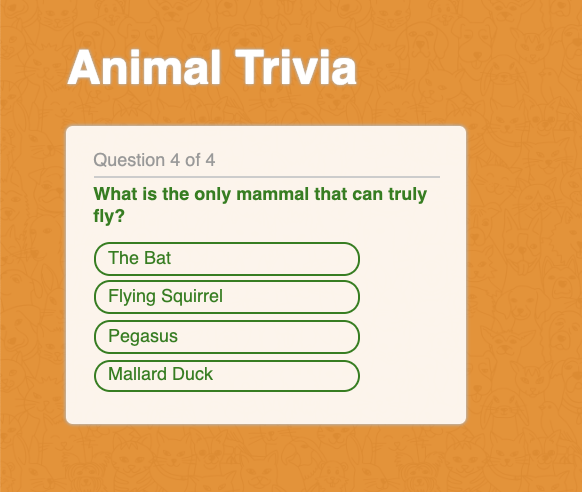 Animal Trivia
Question 4 of 4
What is the only mammal that can truly
fly?
The Bat
Flying Squirrel
Pegasus
Mallard Duck